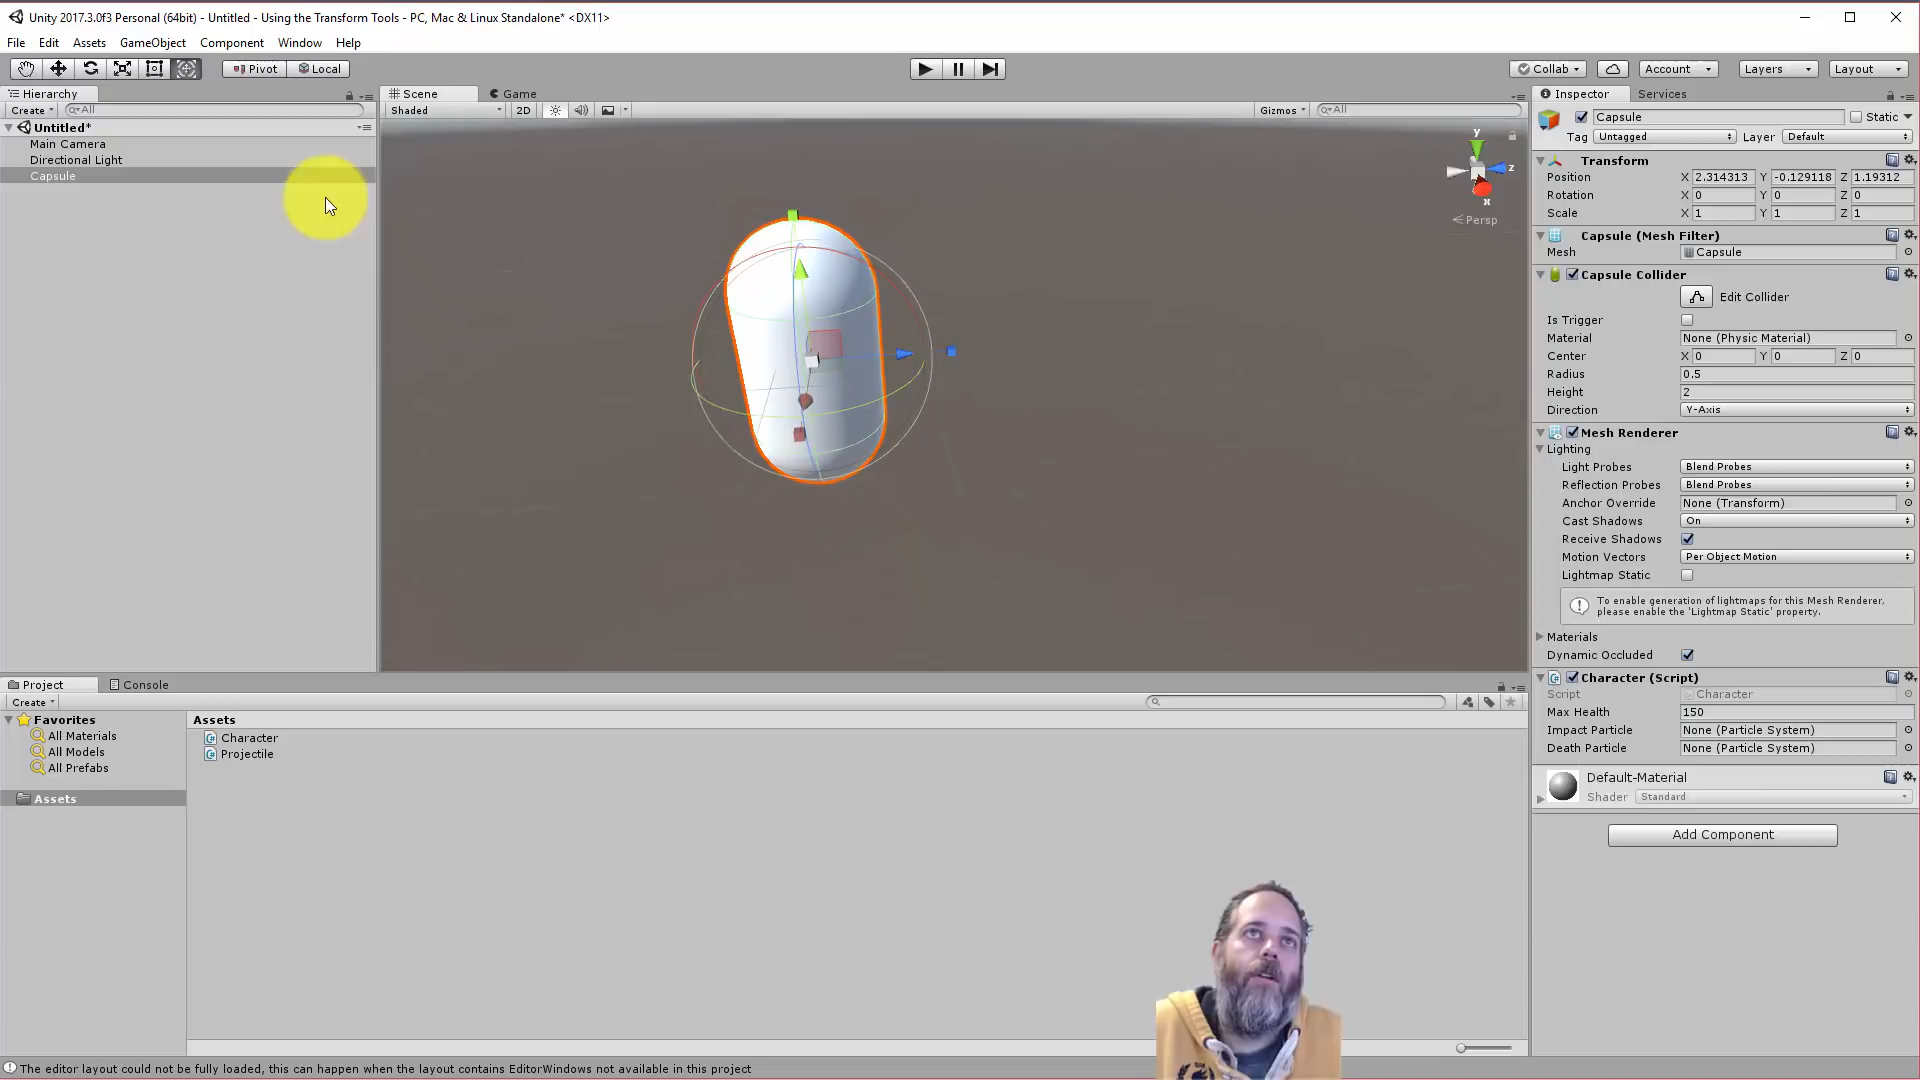 Unity 2017.3.0f3 Personal (64bit) - Untitled - Using the Transform Tools - PC, Mac & Linux Standalone* <DX11>
File Edit Assets GameObject Component Window Help
Pivot Local Collab Account Layers Layout
Hierarchy
Create All
Untitled*
Main Camera
Directional Light
Capsule
Scene Game
Shaded 2D Gizmos All
y
z
x
Persp
Inspector Services
Capsule Static
Tag Untagged Layer Default
Transform
Position X 2.314313 Y -0.129118 Z 1.19312
Rotation X 0 Y 0 Z 0
Scale X 1 Y 1 Z 1
Capsule (Mesh Filter)
Mesh Capsule
Capsule Collider
Edit Collider
Is Trigger
Material None (Physic Material)
Center X 0 Y 0 Z 0
Radius 0.5
Height 2
Direction Y-Axis
Mesh Renderer
Lighting
Light Probes Blend Probes
Reflection Probes Blend Probes
Anchor Override None (Transform)
Cast Shadows On
Receive Shadows
Motion Vectors Per Object Motion
Lightmap Static
To enable generation of lightmaps for this Mesh Renderer,
please enable the 'Lightmap Static' property.
Materials
Dynamic Occluded
Character (Script)
Script Character
Max Health 150
Impact Particle None (Particle System)
Death Particle None (Particle System)
Default-Material
Shader Standard
Add Component
Project Console
Create
Favorites
All Materials
All Models
All Prefabs
Assets
Assets
Character
Projectile
The editor layout could not be fully loaded, this can happen when the layout contains EditorWindows not available in this project